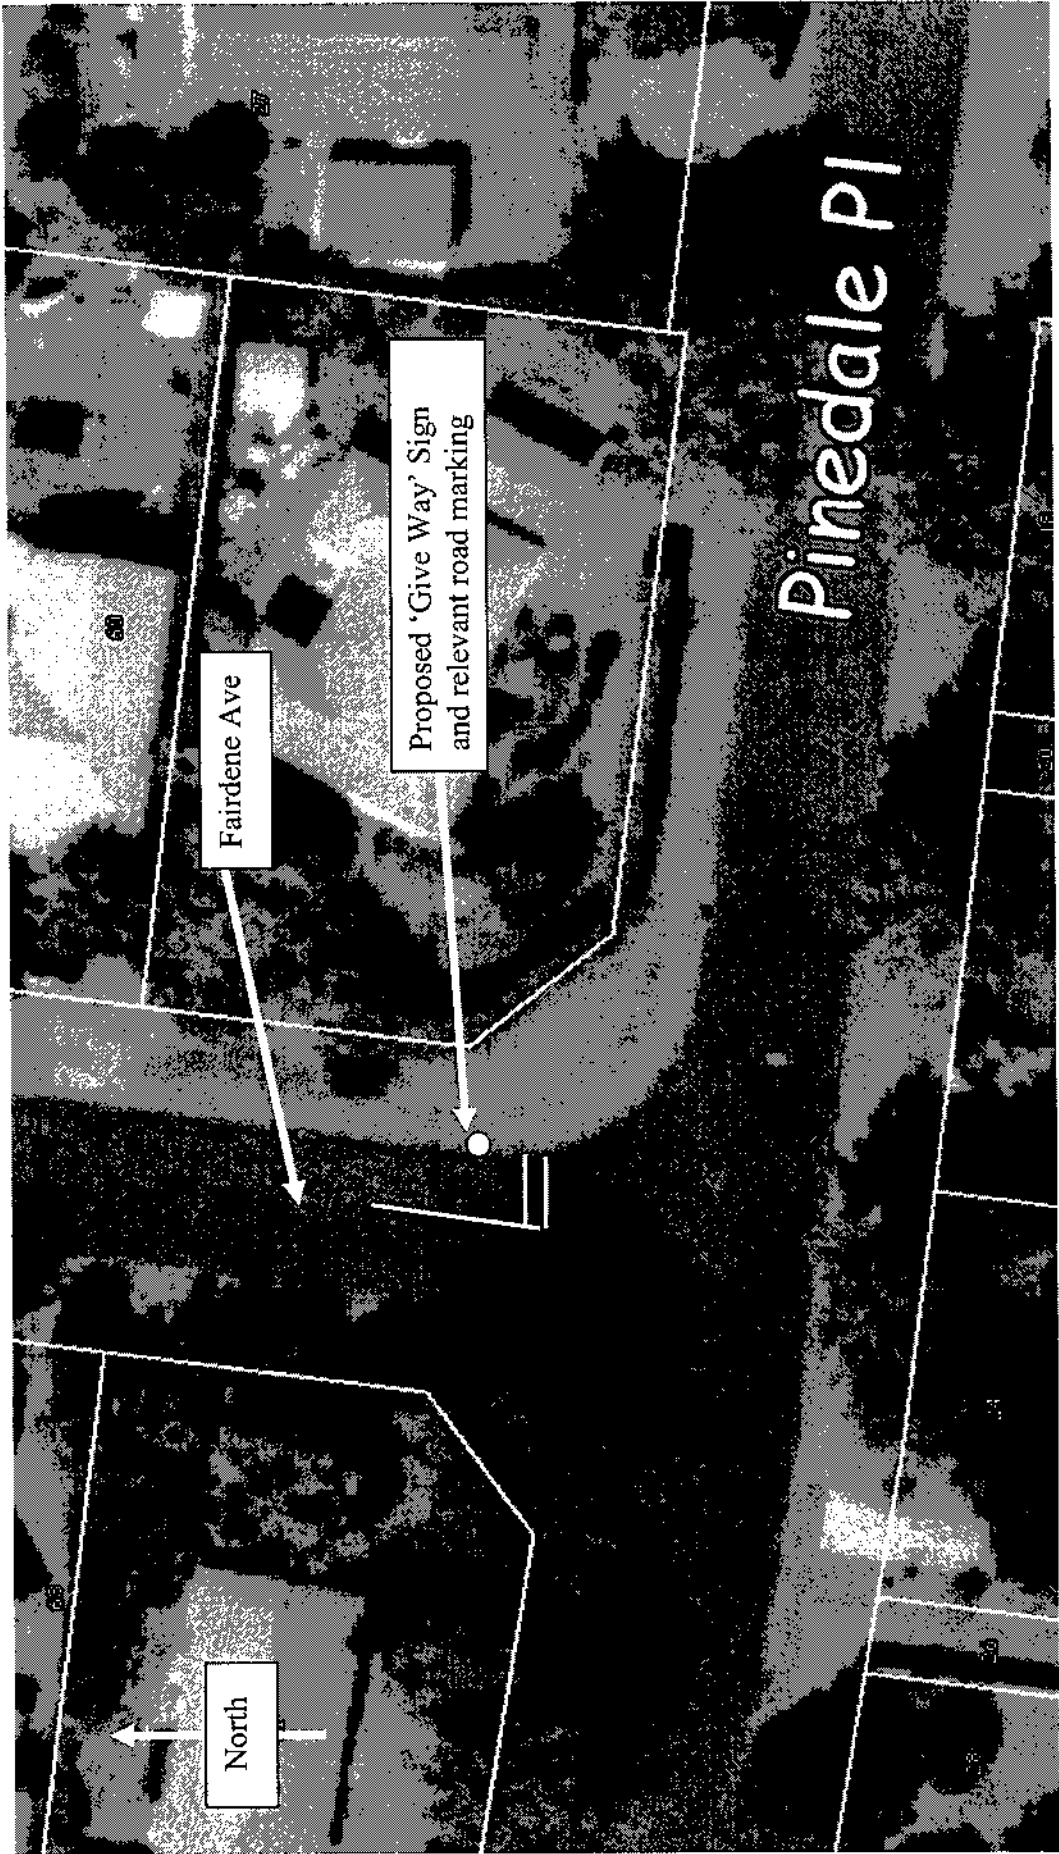 North
Fairdene Ave
Proposed 'Give Way' Sign
and relevant road marking
Pinedale Pl